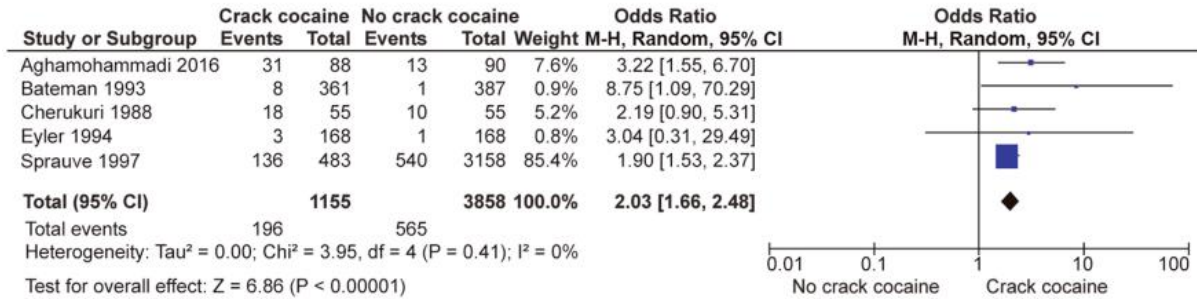 Crack cocaine No crack cocaine Odds Ratio Odds Ratio
Study or Subgroup Events Total Events Total Weight M-H, Random, 95% CI M-H, Random, 95% CI
Aghamohammadi 2016 31 88 13 90 7.6% 3.22 [1.55, 6.70]
Bateman 1993 8 361 1 387 0.9% 8.75 [1.09, 70.29]
Cherukuri 1988 18 55 10 55 5.2% 2.19 [0.90, 5.31]
Eyler 1994 3 168 1 168 0.8% 3.04 [0.31, 29.49]
Sprauve 1997 136 483 540 3158 85.4% 1.90 [1.53, 2.37]
Total (95% CI) 1155 3858 100.0% 2.03 [1.66, 2.48]
Total events 196 565
Heterogeneity: Tau² = 0.00; Chi² = 3.95, df = 4 (P = 0.41); I² = 0%
0.01 0.1 1 10 100
Test for overall effect: Z = 6.86 (P < 0.00001)
No crack cocaine Crack cocaine